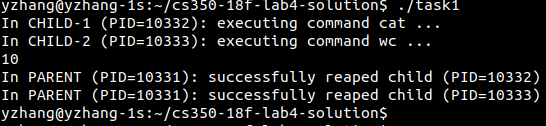 yzhang@yzhang-1s:~/cs350-18f-lab4-solution$ ./task1
In CHILD-1 (PID=10332): executing command cat ...
In CHILD-2 (PID=10333): executing command wc ...
10
In PARENT (PID=10331): successfully reaped child (PID=10332)
In PARENT (PID=10331): successfully reaped child (PID=10333)
yzhang@yzhang-1s:~/cs350-18f-lab4-solution$